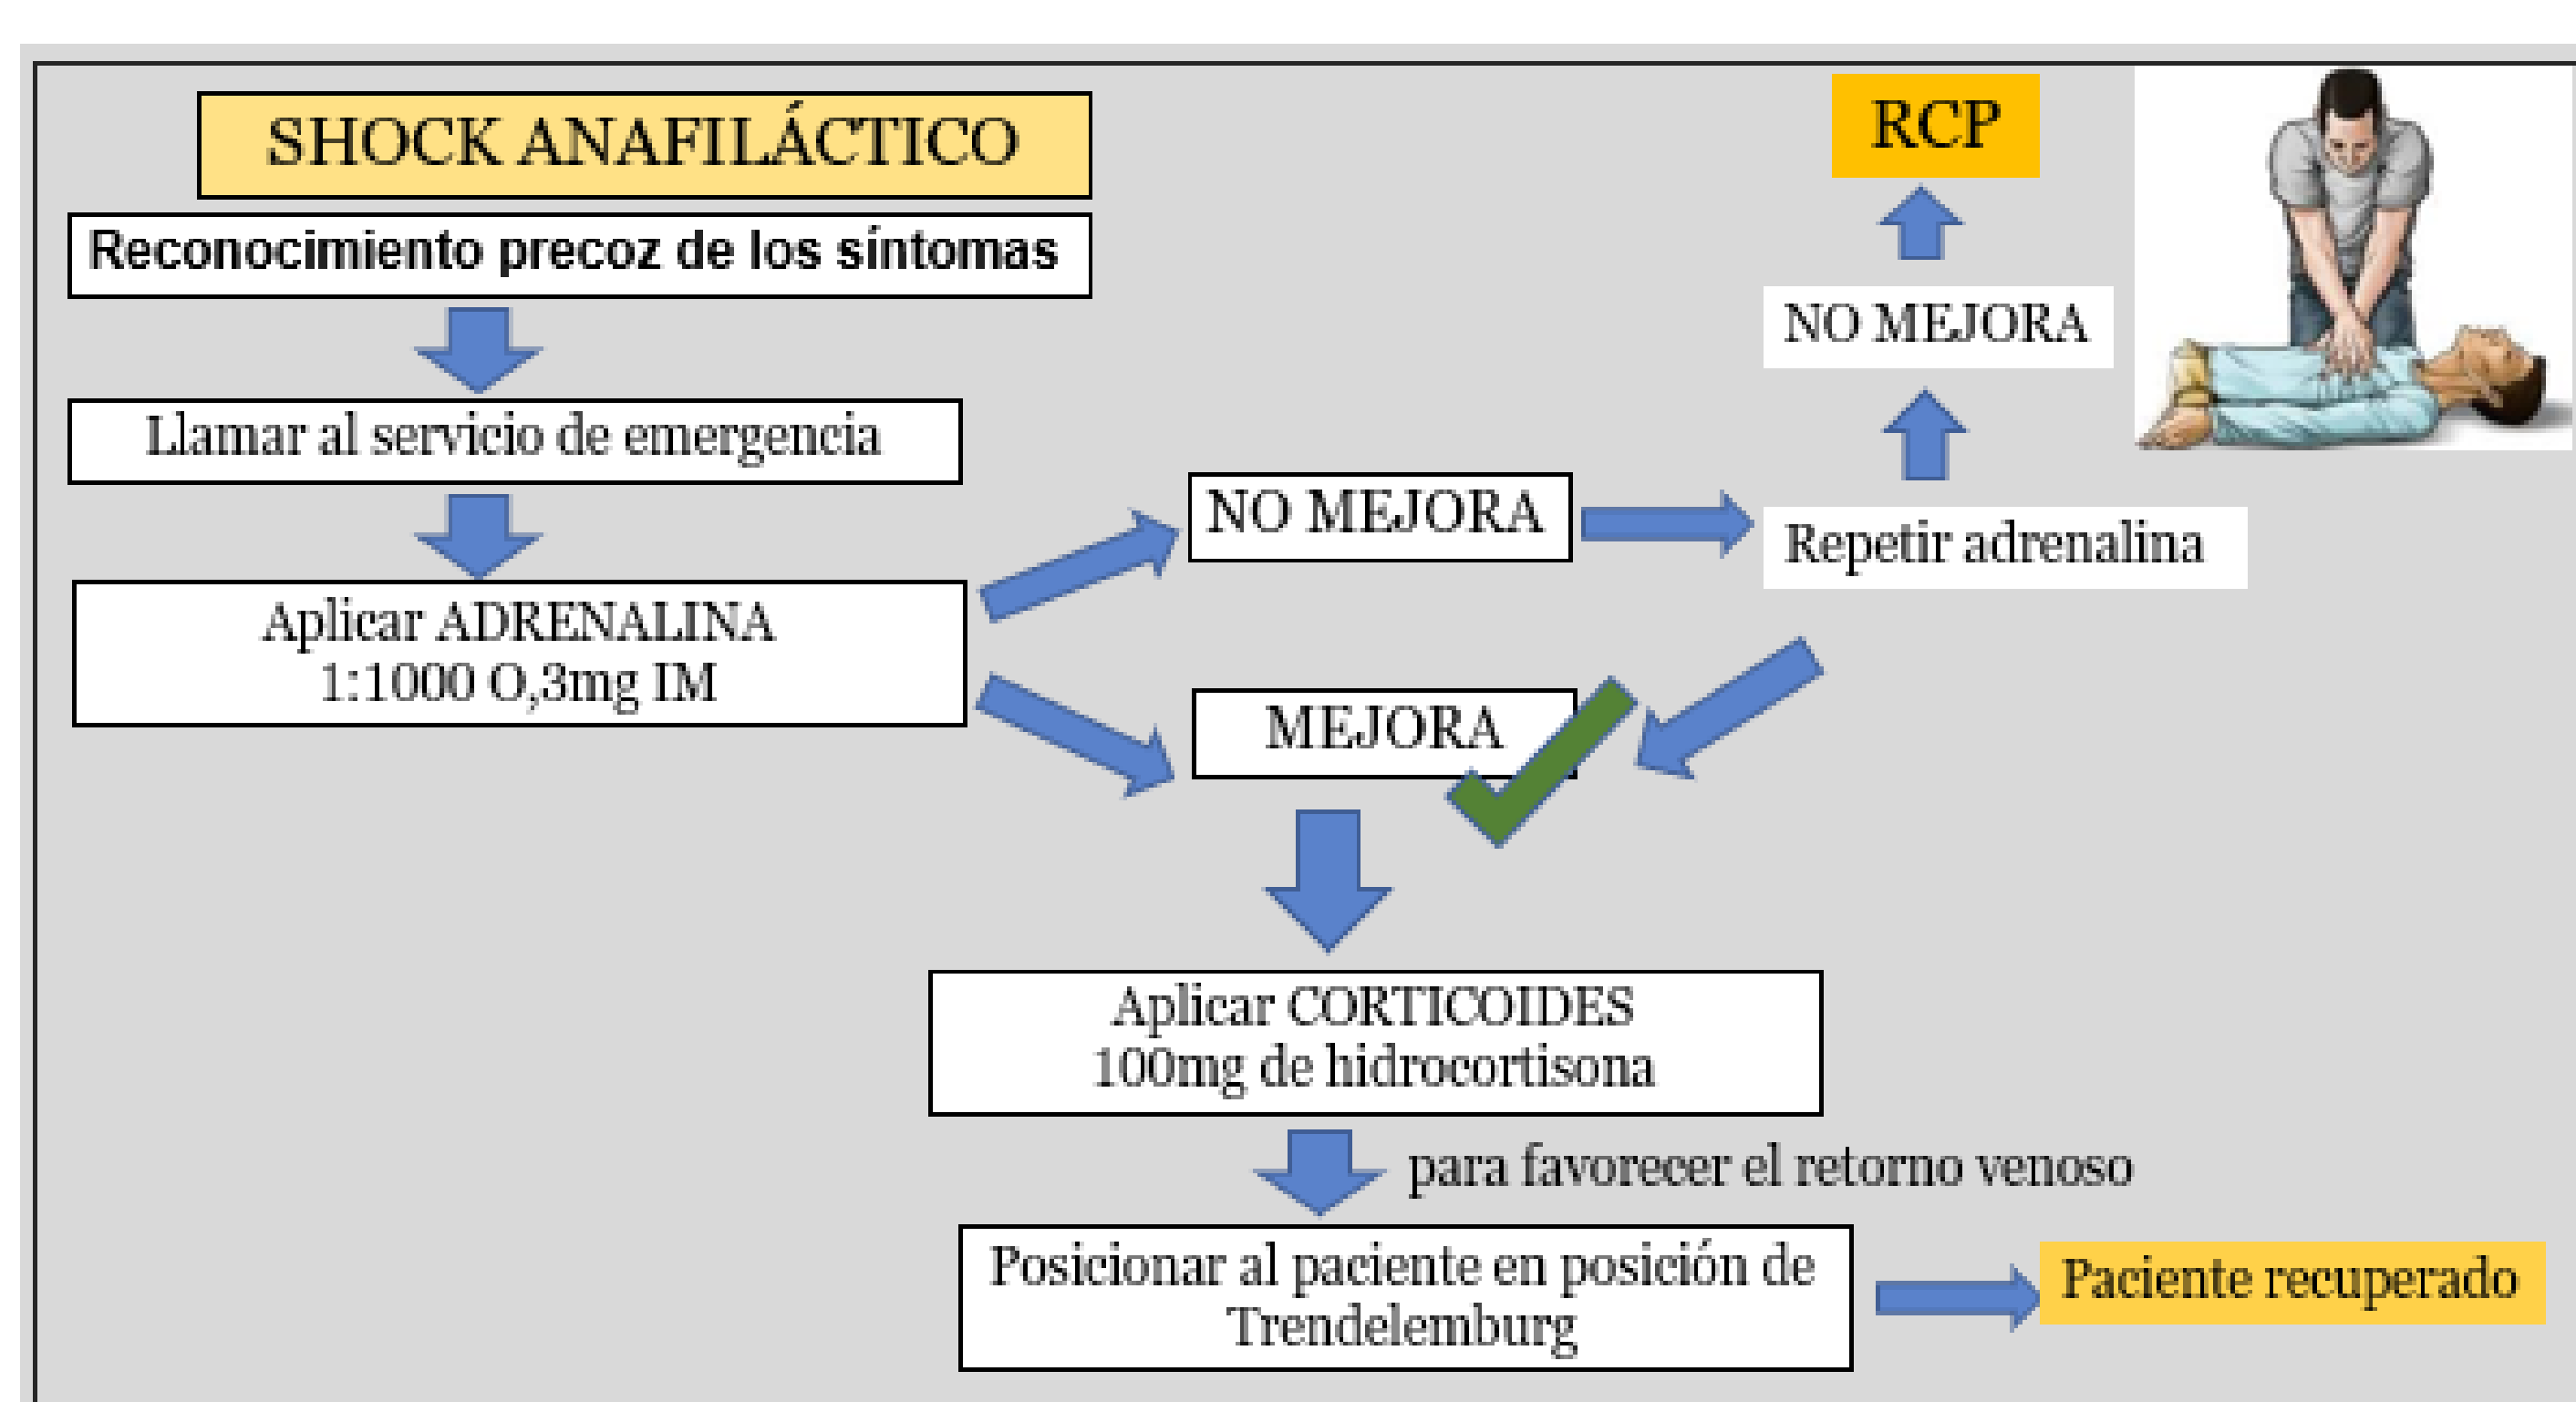 SHOCK ANAFILÁCTICO
Reconocimiento precoz de los síntomas
Llamar al servicio de emergencia
Aplicar ADRENALINA
1:1000 O,3mg IM
NO MEJORA
Repetir adrenalina
NO MEJORA
RCP
MEJORA
Aplicar CORTICOIDES
100mg de hidrocortisona
para favorecer el retorno venoso
Posicionar al paciente en posición de
Trendelemburg
Paciente recuperado